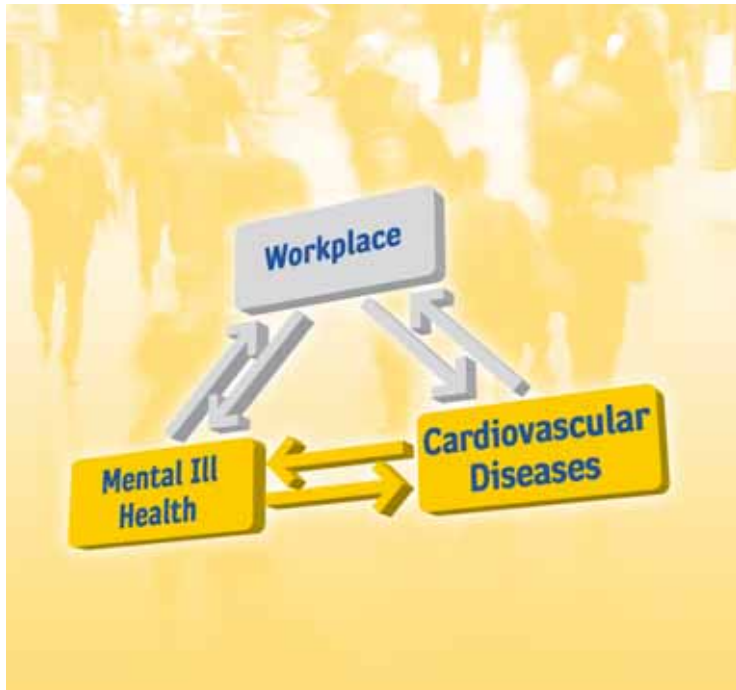 Workplace
Mental Ill
Health
Cardiovascular
Diseases